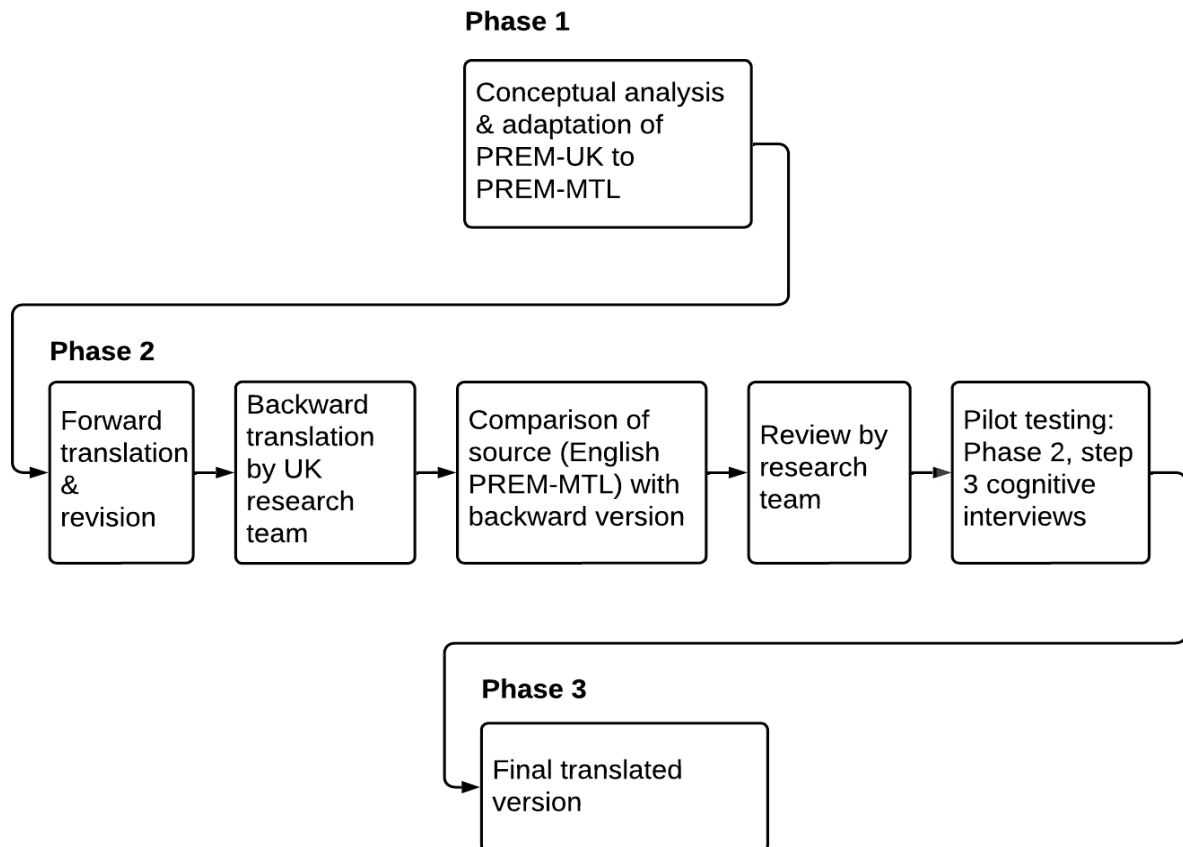 Phase 1
Conceptual analysis
& adaptation of
PREM-UK to
PREM-MTL
Phase 2
Forward
translation
&
revision
Backward
translation
by UK
research
team
Comparison of
source (English
PREM-MTL) with
backward version
Review by
research
team
Pilot testing:
Phase 2, step
3 cognitive
interviews
Phase 3
Final translated
version